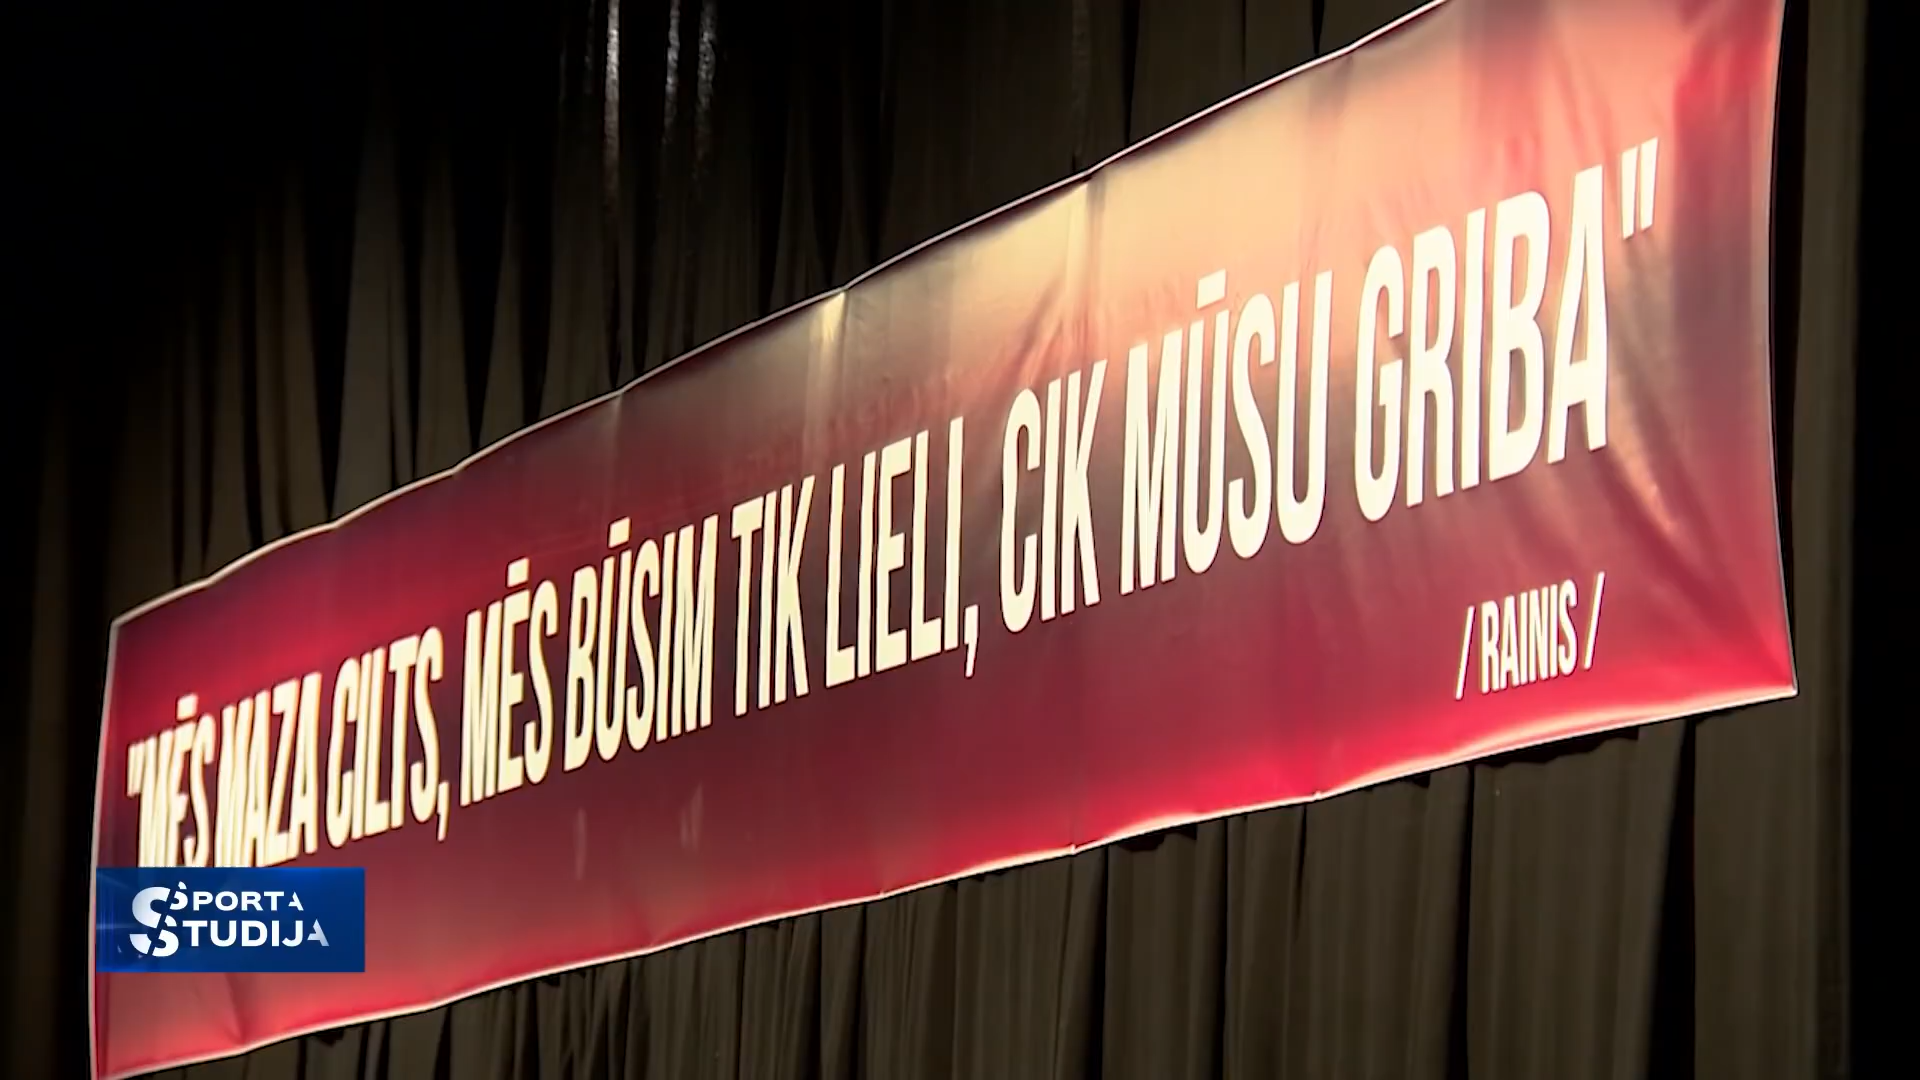 "MĒS MAZA CILTS, MĒS BŪSIM TIK LIELI, CIK MŪSU GRIBA"
/ RAINIS /
SPORTA
STUDIJA